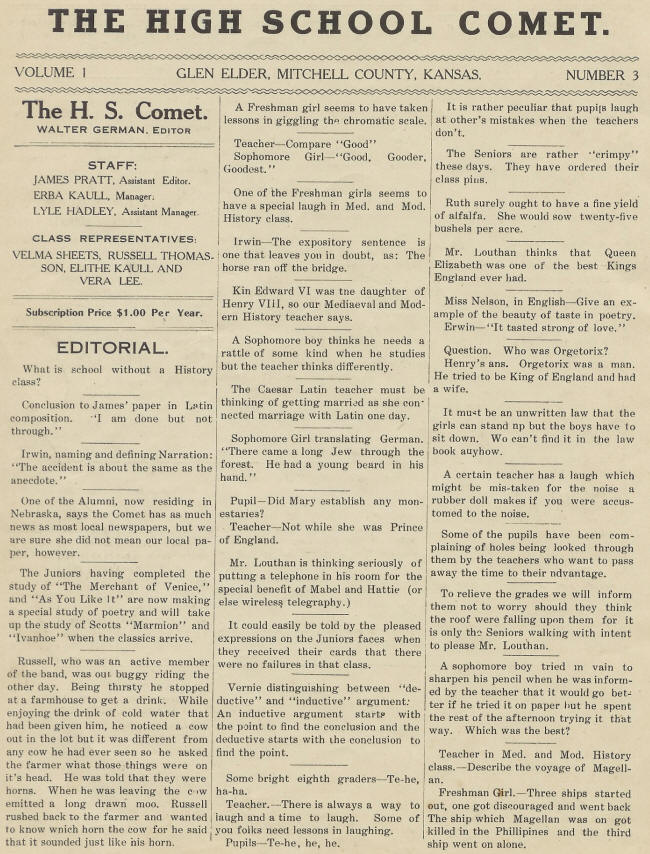 THE HIGH SCHOOL COMET.
VOLUME 1 GLEN ELDER, MITCHELL COUNTY, KANSAS. NUMBER 3
The H. S. Comet.
WALTER GERMAN, EDITOR
STAFF:
JAMES PRATT, Assistant Editor.
ERBA KAULL, Manager.
LYLE HADLEY, Assistant Manager.
CLASS REPRESENTATIVES:
VELMA SHEETS, RUSSELL THOMAS-
SON, ELITHE KAULL AND
VERA LEE.
Subscription Price $1.00 Per Year.
EDITORIAL.
What is school without a History
class?
Conclusion to James' paper in Latin
composition. "I am done but not
through."
Irwin, naming and defining Narration:
"The accident is about the same as the
anecdote."
One of the Alumni, now residing in
Nebraska, says the Comet has as much
news as most local newspapers, but we
are sure she did not mean our local pa-
per, however.
The Juniors having completed the
study of "The Merchant of Venice,"
and "As You Like It" are now making
a special study of poetry and will take
up the study of Scotts "Marmion" and
"Ivanhoe" when the classics arrive.
Russell, who was an active member
of the band, was out buggy riding the
other day. Being thirsty he stopped
at a farmhouse to get a drink. While
enjoying the drink of cold water that
had been given him, he noticed a cow
out in the lot but it was different from
any cow he had ever seen so he asked
the farmer what those things were on
it's head. He was told that they were
horns. When he was leaving the cow
emitted a long drawn moo. Russell
rushed back to the farmer and wanted
to know which horn the cow for he said
that it sounded just like his horn.
A Freshman girl seems to have taken
lessons in giggling the chromatic scale.
Teacher—Compare "Good"
Sophomore Girl—"Good, Gooder,
Goodest."
One of the Freshman girls seems to
have a special laugh in Med. and Mod.
History class.
Irwin—The expository sentence is
one that leaves you in doubt, as: The
horse ran off the bridge.
Kin Edward VI was the daughter of
Henry VIII, so our Mediaeval and Mod-
ern History teacher says.
A Sophomore boy thinks he needs a
rattle of some kind when he studies
but the teacher thinks differently.
The Caesar Latin teacher must be
thinking of getting married as she con-
nected marriage with Latin one day.
Sophomore Girl translating German.
"There came a long Jew through the
forest. He had a young beard in his
hand."
Pupil—Did Mary establish any mon-
estaries?
Teacher—Not while she was Prince
of England.
Mr. Louthan is thinking seriously of
putting a telephone in his room for the
special benefit of Mabel and Hattie (or
else wireless telegraphy.)
It could easily be told by the pleased
expressions on the Juniors faces when
they received their cards that there
were no failures in that class.
Vernie distinguishing between "de-
ductive" and "inductive" argument:
An inductive argument starts with
the point to find the conclusion and the
deductive starts with the conclusion to
find the point.
Some bright eighth graders—Te-he,
ha-ha.
Teacher.—There is always a way to
laugh and a time to laugh. Some of
you folks need lessons in laughing.
Pupils—Te-he, he, he.
It is rather peculiar that pupils laugh
at other's mistakes when the teachers
don't.
The Seniors are rather "crimpy"
these days. They have ordered their
class pins.
Ruth surely ought to have a fine yield
of alfalfa. She would sow twenty-five
bushels per acre.
Mr. Louthan thinks that Queen
Elizabeth was one of the best Kings
England ever had.
Miss Nelson, in English—Give an ex-
ample of the beauty of taste in poetry.
Erwin—"It tasted strong of love."
Question. Who was Orgetorix?
Henry's ans. Orgetorix was a man.
He tried to be King of England and had
a wife.
It must be an unwritten law that the
girls can stand up but the boys have to
sit down. Wo can't find it in the law
book auyhow.
A certain teacher has a laugh which
might be mis-taken for the noise a
rubber doll makes if you were accus-
tomed to the noise.
Some of the pupils have been com-
plaining of holes being looked through
them by the teachers who want to pass
away the time to their advantage.
To relieve the grades we will inform
them not to worry should they think
the roof were falling upon them for it
is only the Seniors walking with intent
to please Mr. Louthan.
A sophomore boy tried in vain to
sharpen his pencil when he was inform-
ed by the teacher that it would go bet-
ter if he tried it on paper but he spent
the rest of the afternoon trying it that
way. Which was the best?
Teacher in Med. and Mod. History
class.—Describe the voyage of Magell-
an.
Freshman Girl.—Three ships started
out, one got discouraged and went back
The ship which Magellan was on got
killed in the Phillipines and the third
ship went on alone.